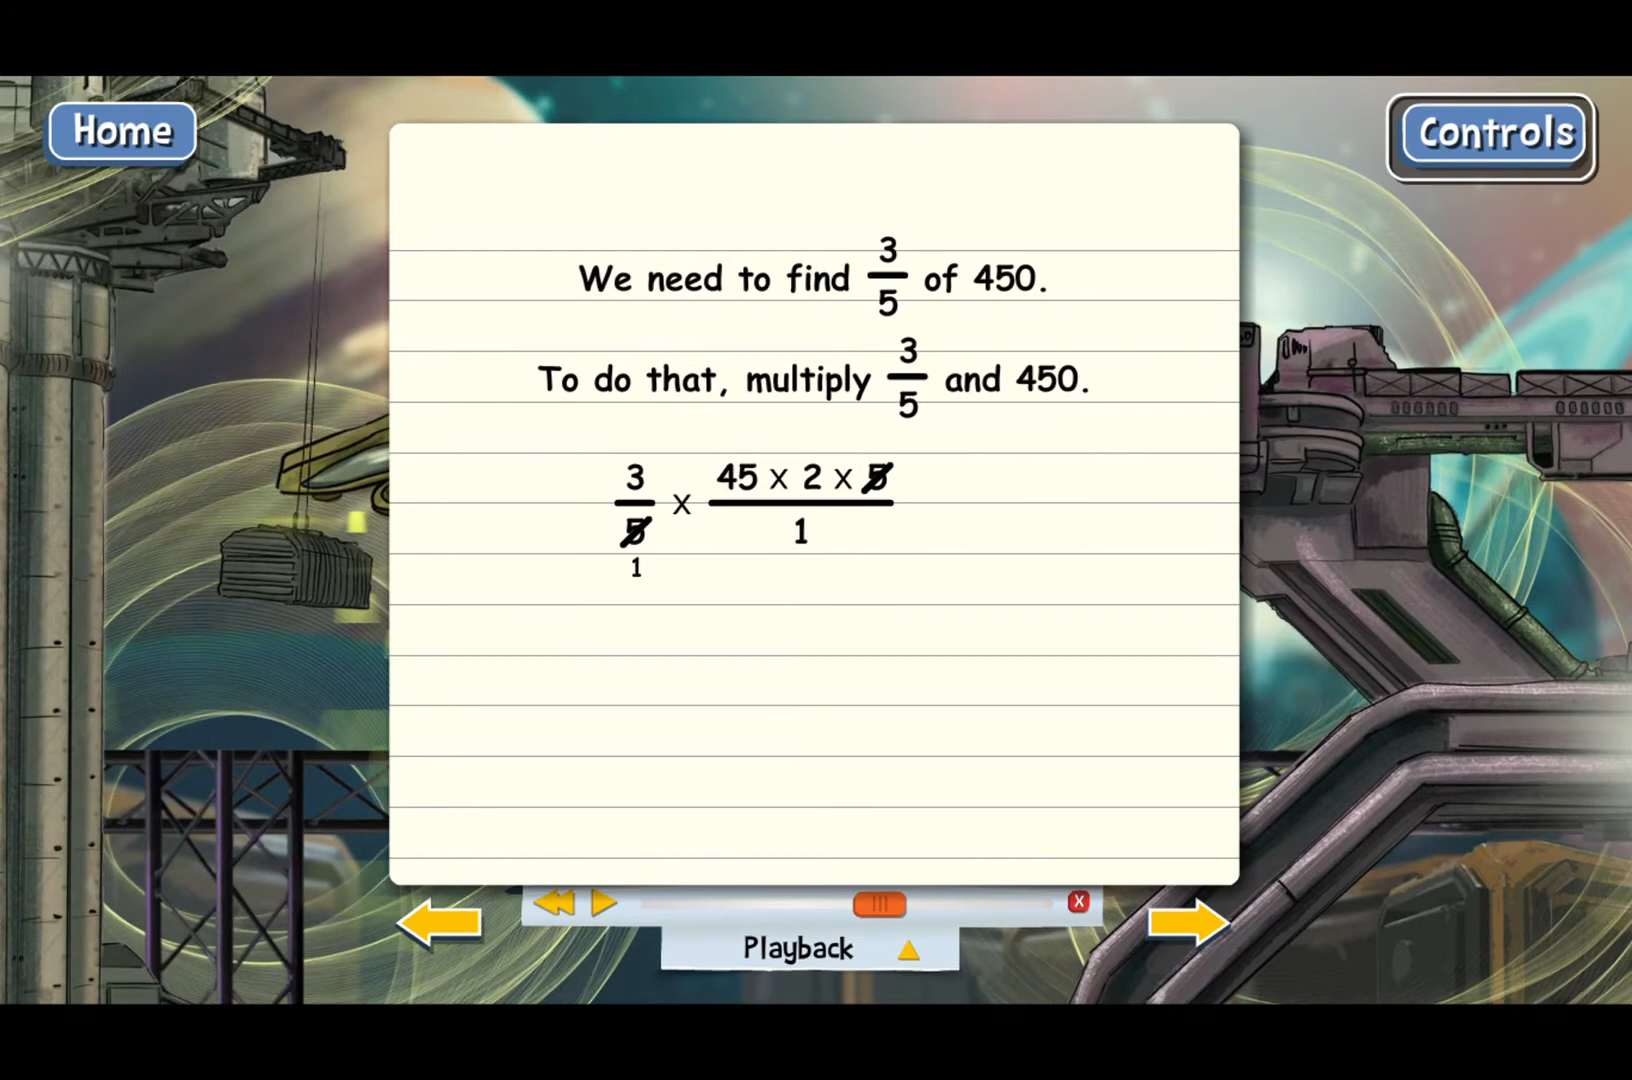 Home
Controls
We need to find 3/5 of 450.
To do that, multiply 3/5 and 450.
3/5 x 45 x 2 x 5/1
1
Playback
X